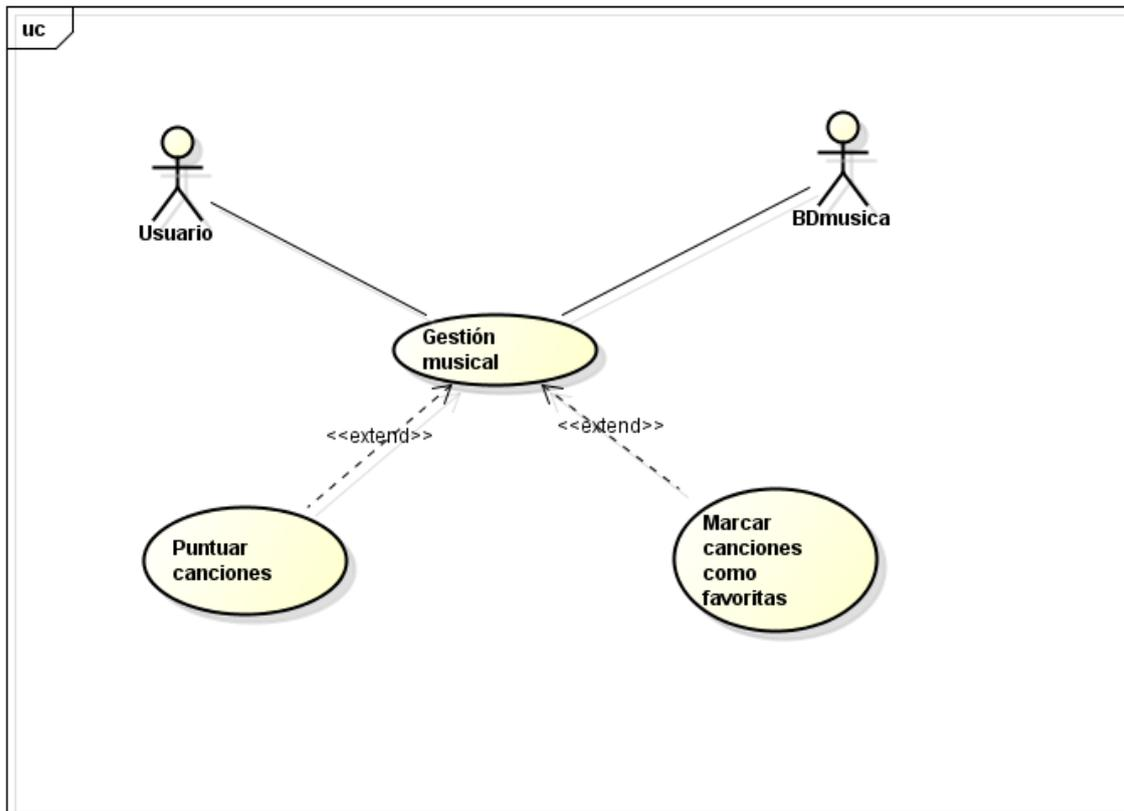 uc
Usuario
BDmusica
Gestión
musical
<<extend>>
<<extend>>
Puntuar
canciones
Marcar
canciones
como
favoritas